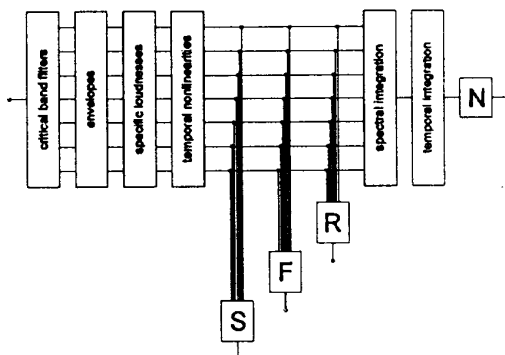 critical band filters
envelopes
specific loudnesses
temporal nonlinearities
spectral integration
temporal integration
N
R
F
S